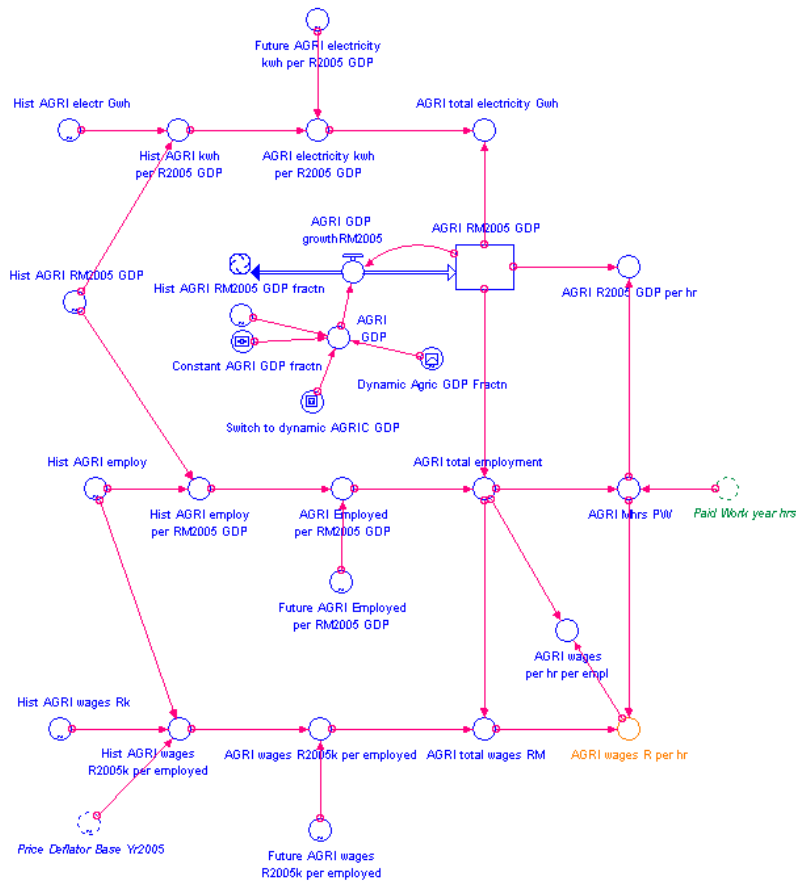 Future AGRI electricity
kwh per R2005 GDP
Hist AGRI electr Gwh
AGRI total electricity Gwh
Hist AGRI kwh
per R2005 GDP
AGRI electricity kwh
per R2005 GDP
AGRI GDP
growthRM2005
AGRI RM2005 GDP
Hist AGRI RM2005 GDP
Hist AGRI RM2005 GDP fractn
AGRI R2005 GDP per hr
AGRI
GDP
Constant AGRI GDP fractn
Dynamic Agric GDP Fractn
Switch to dynamic AGRIC GDP
Hist AGRI employ
AGRI total employment
Hist AGRI employ
per RM2005 GDP
AGRI Employed
per RM2005 GDP
AGRI Mhrs PW
Paid Work year hrs
Future AGRI Employed
per RM2005 GDP
AGRI wages
per hr per empl
Hist AGRI wages Rk
Hist AGRI wages
R2005k per employed
AGRI wages R2005k per employed
AGRI total wages RM
AGRI wages R per hr
Price Deflator Base Yr2005
Future AGRI wages
R2005k per employed